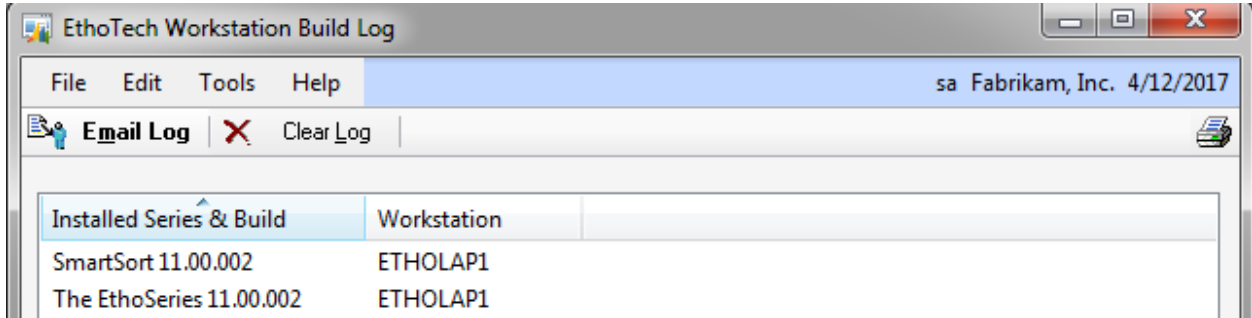 EthoTech Workstation Build Log
File Edit Tools Help sa Fabrikam, Inc. 4/12/2017
Email Log Clear Log
Installed Series & Build Workstation
SmartSort 11.00.002 ETHOLAP1
The EthoSeries 11.00.002 ETHOLAP1